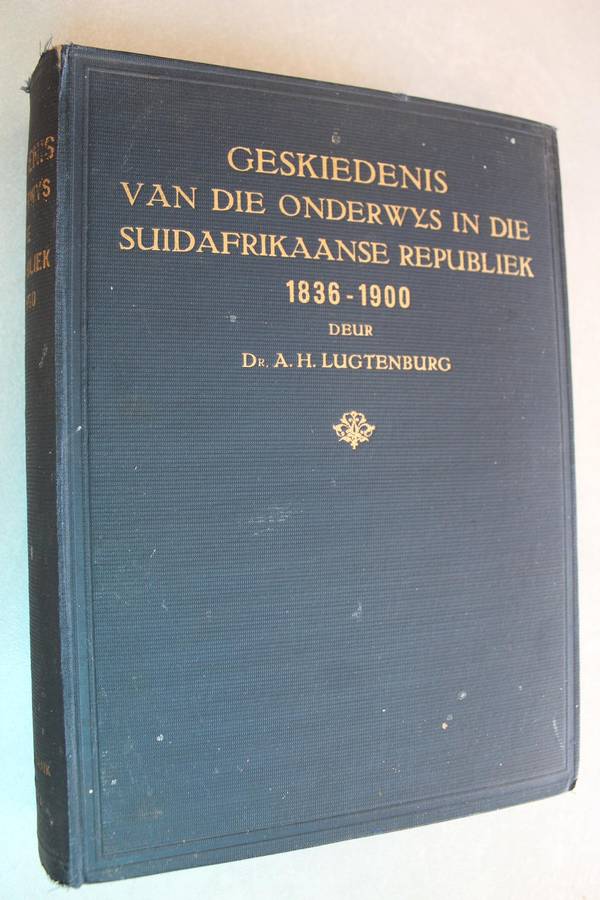 GESKIEDENIS
VAN DIE ONDERWYS IN DIE
SUIDAFRIKAANSE REPUBLIEK
1836-1900
DEUR
DR. A. H. LUGTENBURG